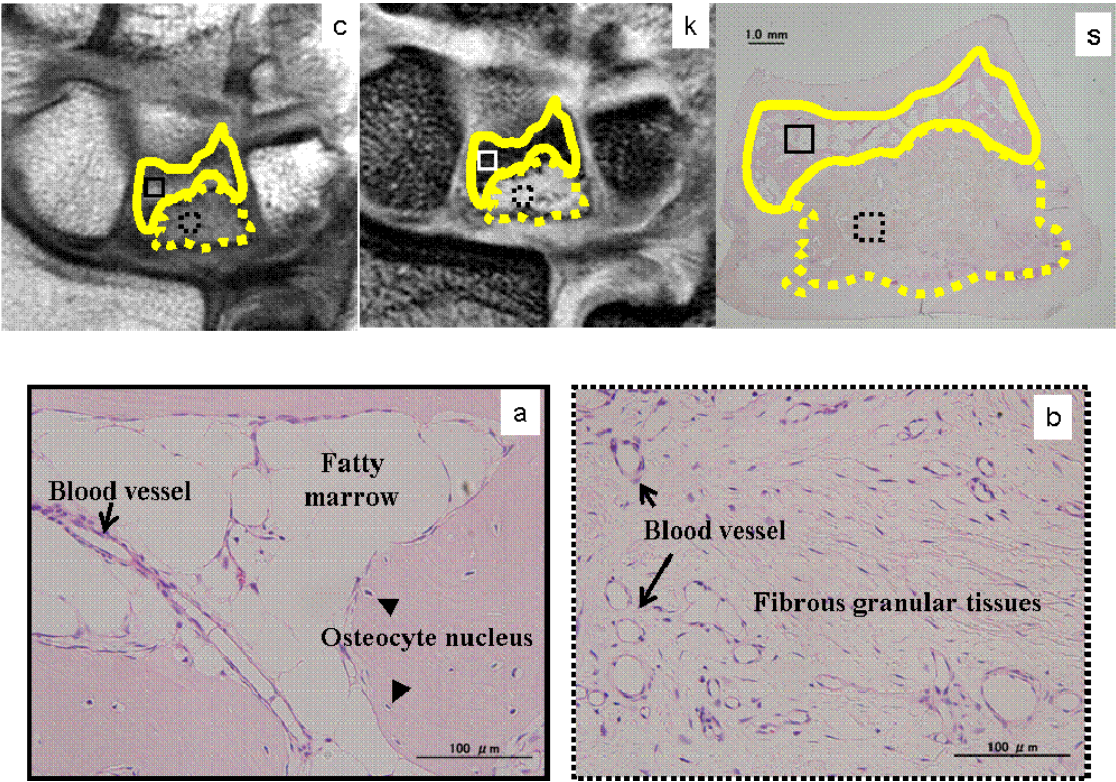 c
k
s
1.0 mm
a
Fatty
marrow
Blood vessel
Osteocyte nucleus
100 μm
b
Blood vessel
Fibrous granular tissues
100 μm